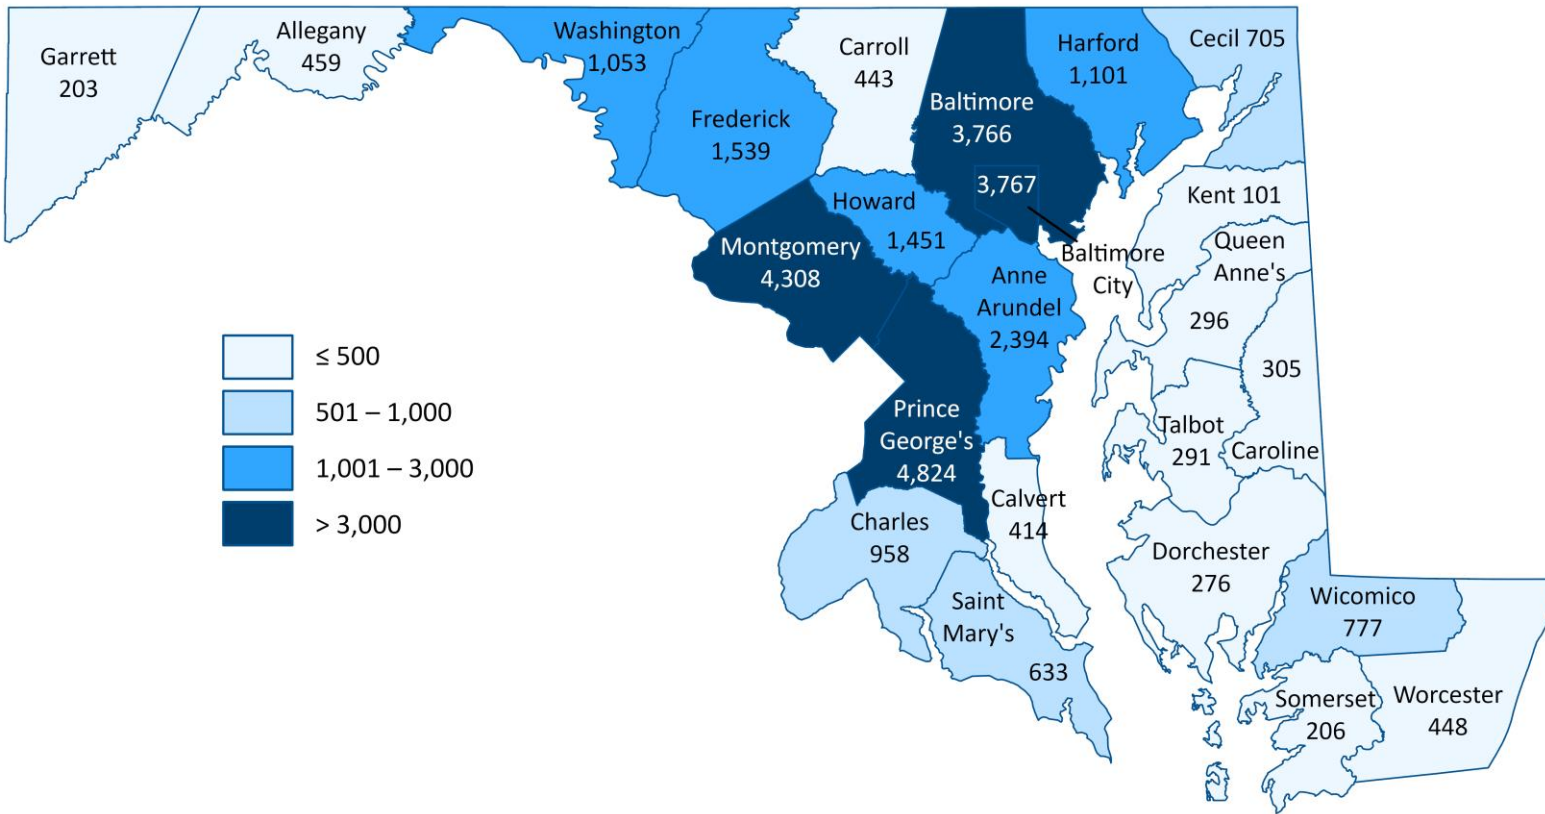 Garrett
203
Allegany
459
Washington
1,053
Frederick
1,539
Carroll
443
Baltimore
3,766
3,767
Baltimore
City
Harford
1,101
Cecil 705
Kent 101
Queen
Anne's
296
305
Caroline
Talbot
291
Howard
1,451
Montgomery
4,308
Anne
Arundel
2,394
Prince
George's
4,824
Calvert
414
Charles
958
Saint
Mary's
633
Dorchester
276
Wicomico
777
Somerset
206
Worcester
448
≤ 500
501 – 1,000
1,001 – 3,000
> 3,000